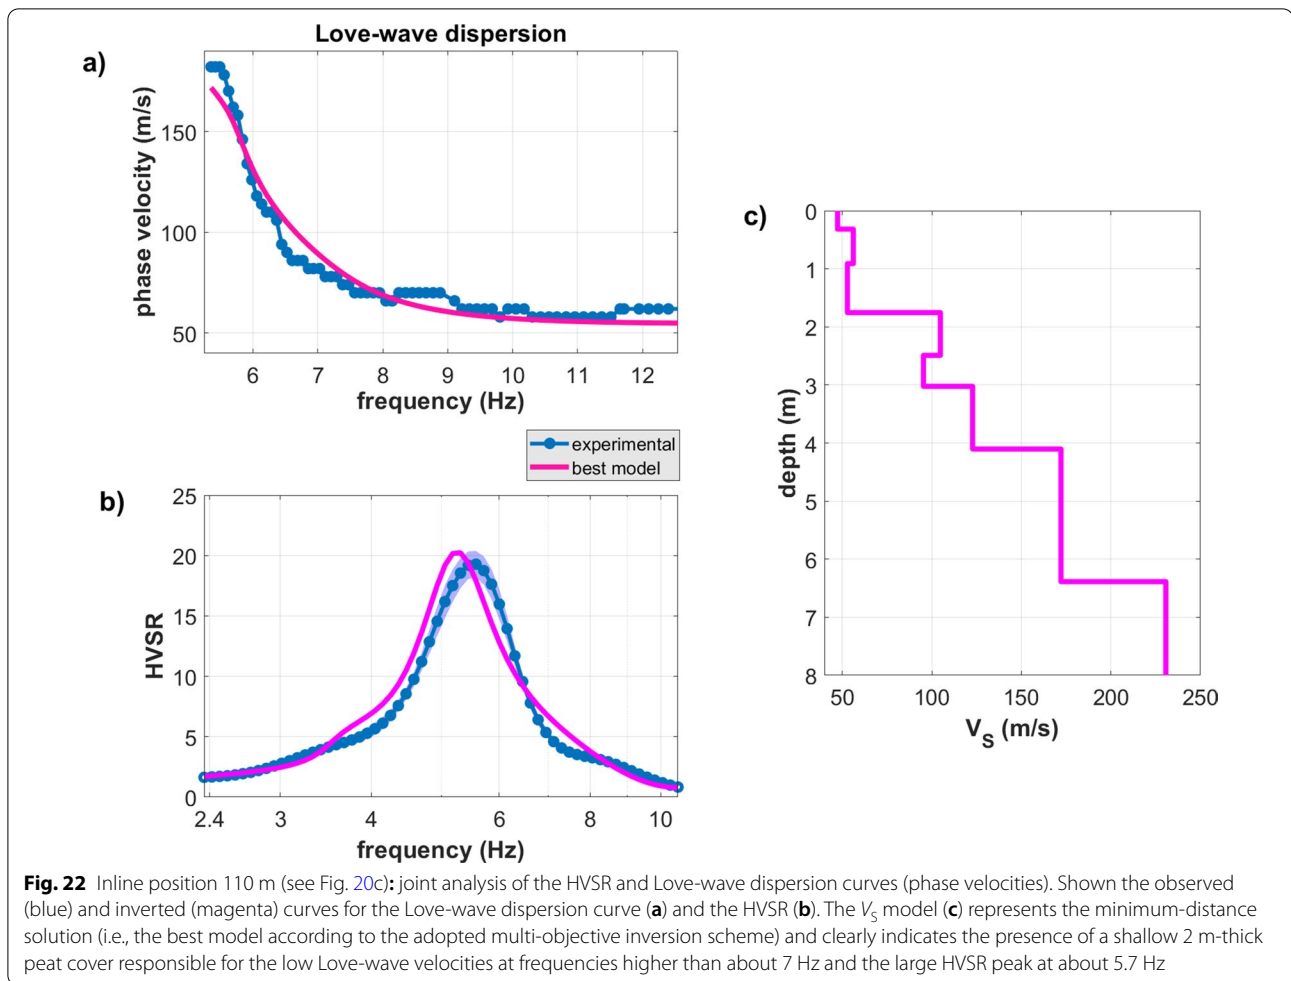 Love-wave dispersion
a)
phase velocity (m/s)
150
100
50
6 7 8 9 10 11 12
frequency (Hz)
experimental
best model
b)
HVSR
25
20
15
10
5
0
2.4 3 4 6 8 10
frequency (Hz)
c)
depth (m)
0
1
2
3
4
5
6
7
8
50 100 150 200 250
VS (m/s)
Fig. 22 Inline position 110 m (see Fig. 20c): joint analysis of the HVSR and Love-wave dispersion curves (phase velocities). Shown the observed
(blue) and inverted (magenta) curves for the Love-wave dispersion curve (a) and the HVSR (b). The VS model (c) represents the minimum-distance
solution (i.e., the best model according to the adopted multi-objective inversion scheme) and clearly indicates the presence of a shallow 2 m-thick
peat cover responsible for the low Love-wave velocities at frequencies higher than about 7 Hz and the large HVSR peak at about 5.7 Hz